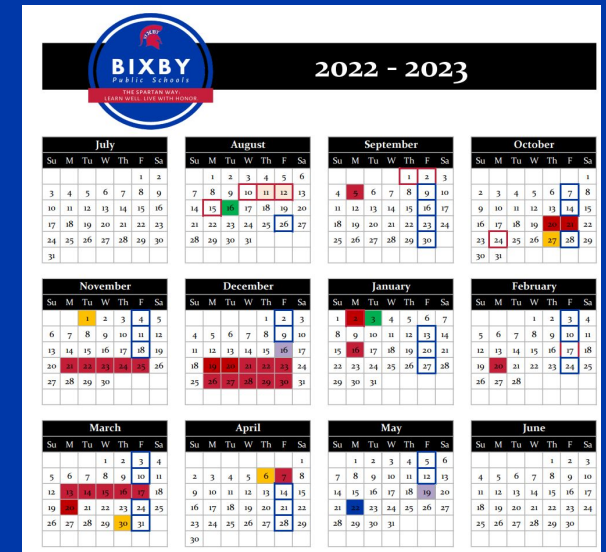 BIXBY
Public Schools
THE SPARTAN WAY:
LEARN WELL, LIVE WITH HONOR
2022 - 2023
July August September October
Su M Tu W Th F Sa Su M Tu W Th F Sa Su M Tu W Th F Sa Su M Tu W Th F Sa
1 2 1 2 3 4 5 6 1 2 3 1
3 4 5 6 7 8 9 7 8 9 10 11 12 13 4 5 6 7 8 9 10 2 3 4 5 6 7 8
10 11 12 13 14 15 16 14 15 16 17 18 19 20 11 12 13 14 15 16 17 9 10 11 12 13 14 15
17 18 19 20 21 22 23 21 22 23 24 25 26 27 18 19 20 21 22 23 24 16 17 18 19 20 21 22
24 25 26 27 28 29 30 28 29 30 31 25 26 27 28 29 30 23 24 25 26 27 28 29
31 30 31
November December January February
Su M Tu W Th F Sa Su M Tu W Th F Sa Su M Tu W Th F Sa Su M Tu W Th F Sa
1 2 3 4 5 1 2 3 1 2 3 4 5 6 7 1 2 3 4
6 7 8 9 10 11 12 4 5 6 7 8 9 10 8 9 10 11 12 13 14 5 6 7 8 9 10 11
13 14 15 16 17 18 19 11 12 13 14 15 16 17 15 16 17 18 19 20 21 12 13 14 15 16 17 18
20 21 22 23 24 25 26 18 19 20 21 22 23 24 22 23 24 25 26 27 28 19 20 21 22 23 24 25
27 28 29 30 25 26 27 28 29 30 31 29 30 31 26 27 28
March April May June
Su M Tu W Th F Sa Su M Tu W Th F Sa Su M Tu W Th F Sa Su M Tu W Th F Sa
1 2 3 4 1 1 2 3 4 5 6 1 2 3
5 6 7 8 9 10 11 2 3 4 5 6 7 8 7 8 9 10 11 12 13 4 5 6 7 8 9 10
12 13 14 15 16 17 18 9 10 11 12 13 14 15 14 15 16 17 18 19 20 11 12 13 14 15 16 17
19 20 21 22 23 24 25 16 17 18 19 20 21 22 21 22 23 24 25 26 27 18 19 20 21 22 23 24
26 27 28 29 30 31 23 24 25 26 27 28 29 28 29 30 31 25 26 27 28 29 30
30